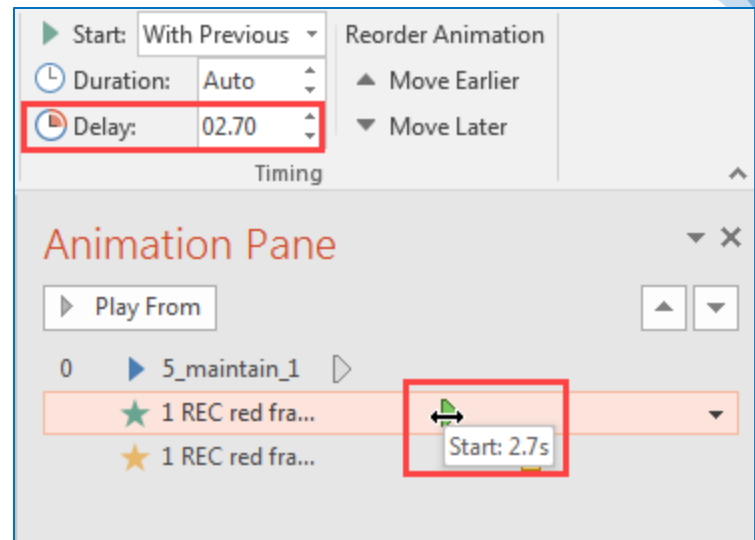 Start: With Previous Reorder Animation
Duration: Auto Move Earlier
Delay: 02.70 Move Later
Timing
Animation Pane
Play From
0 5_maintain_1
1 REC red fra...
Start: 2.7s
1 REC red fra...